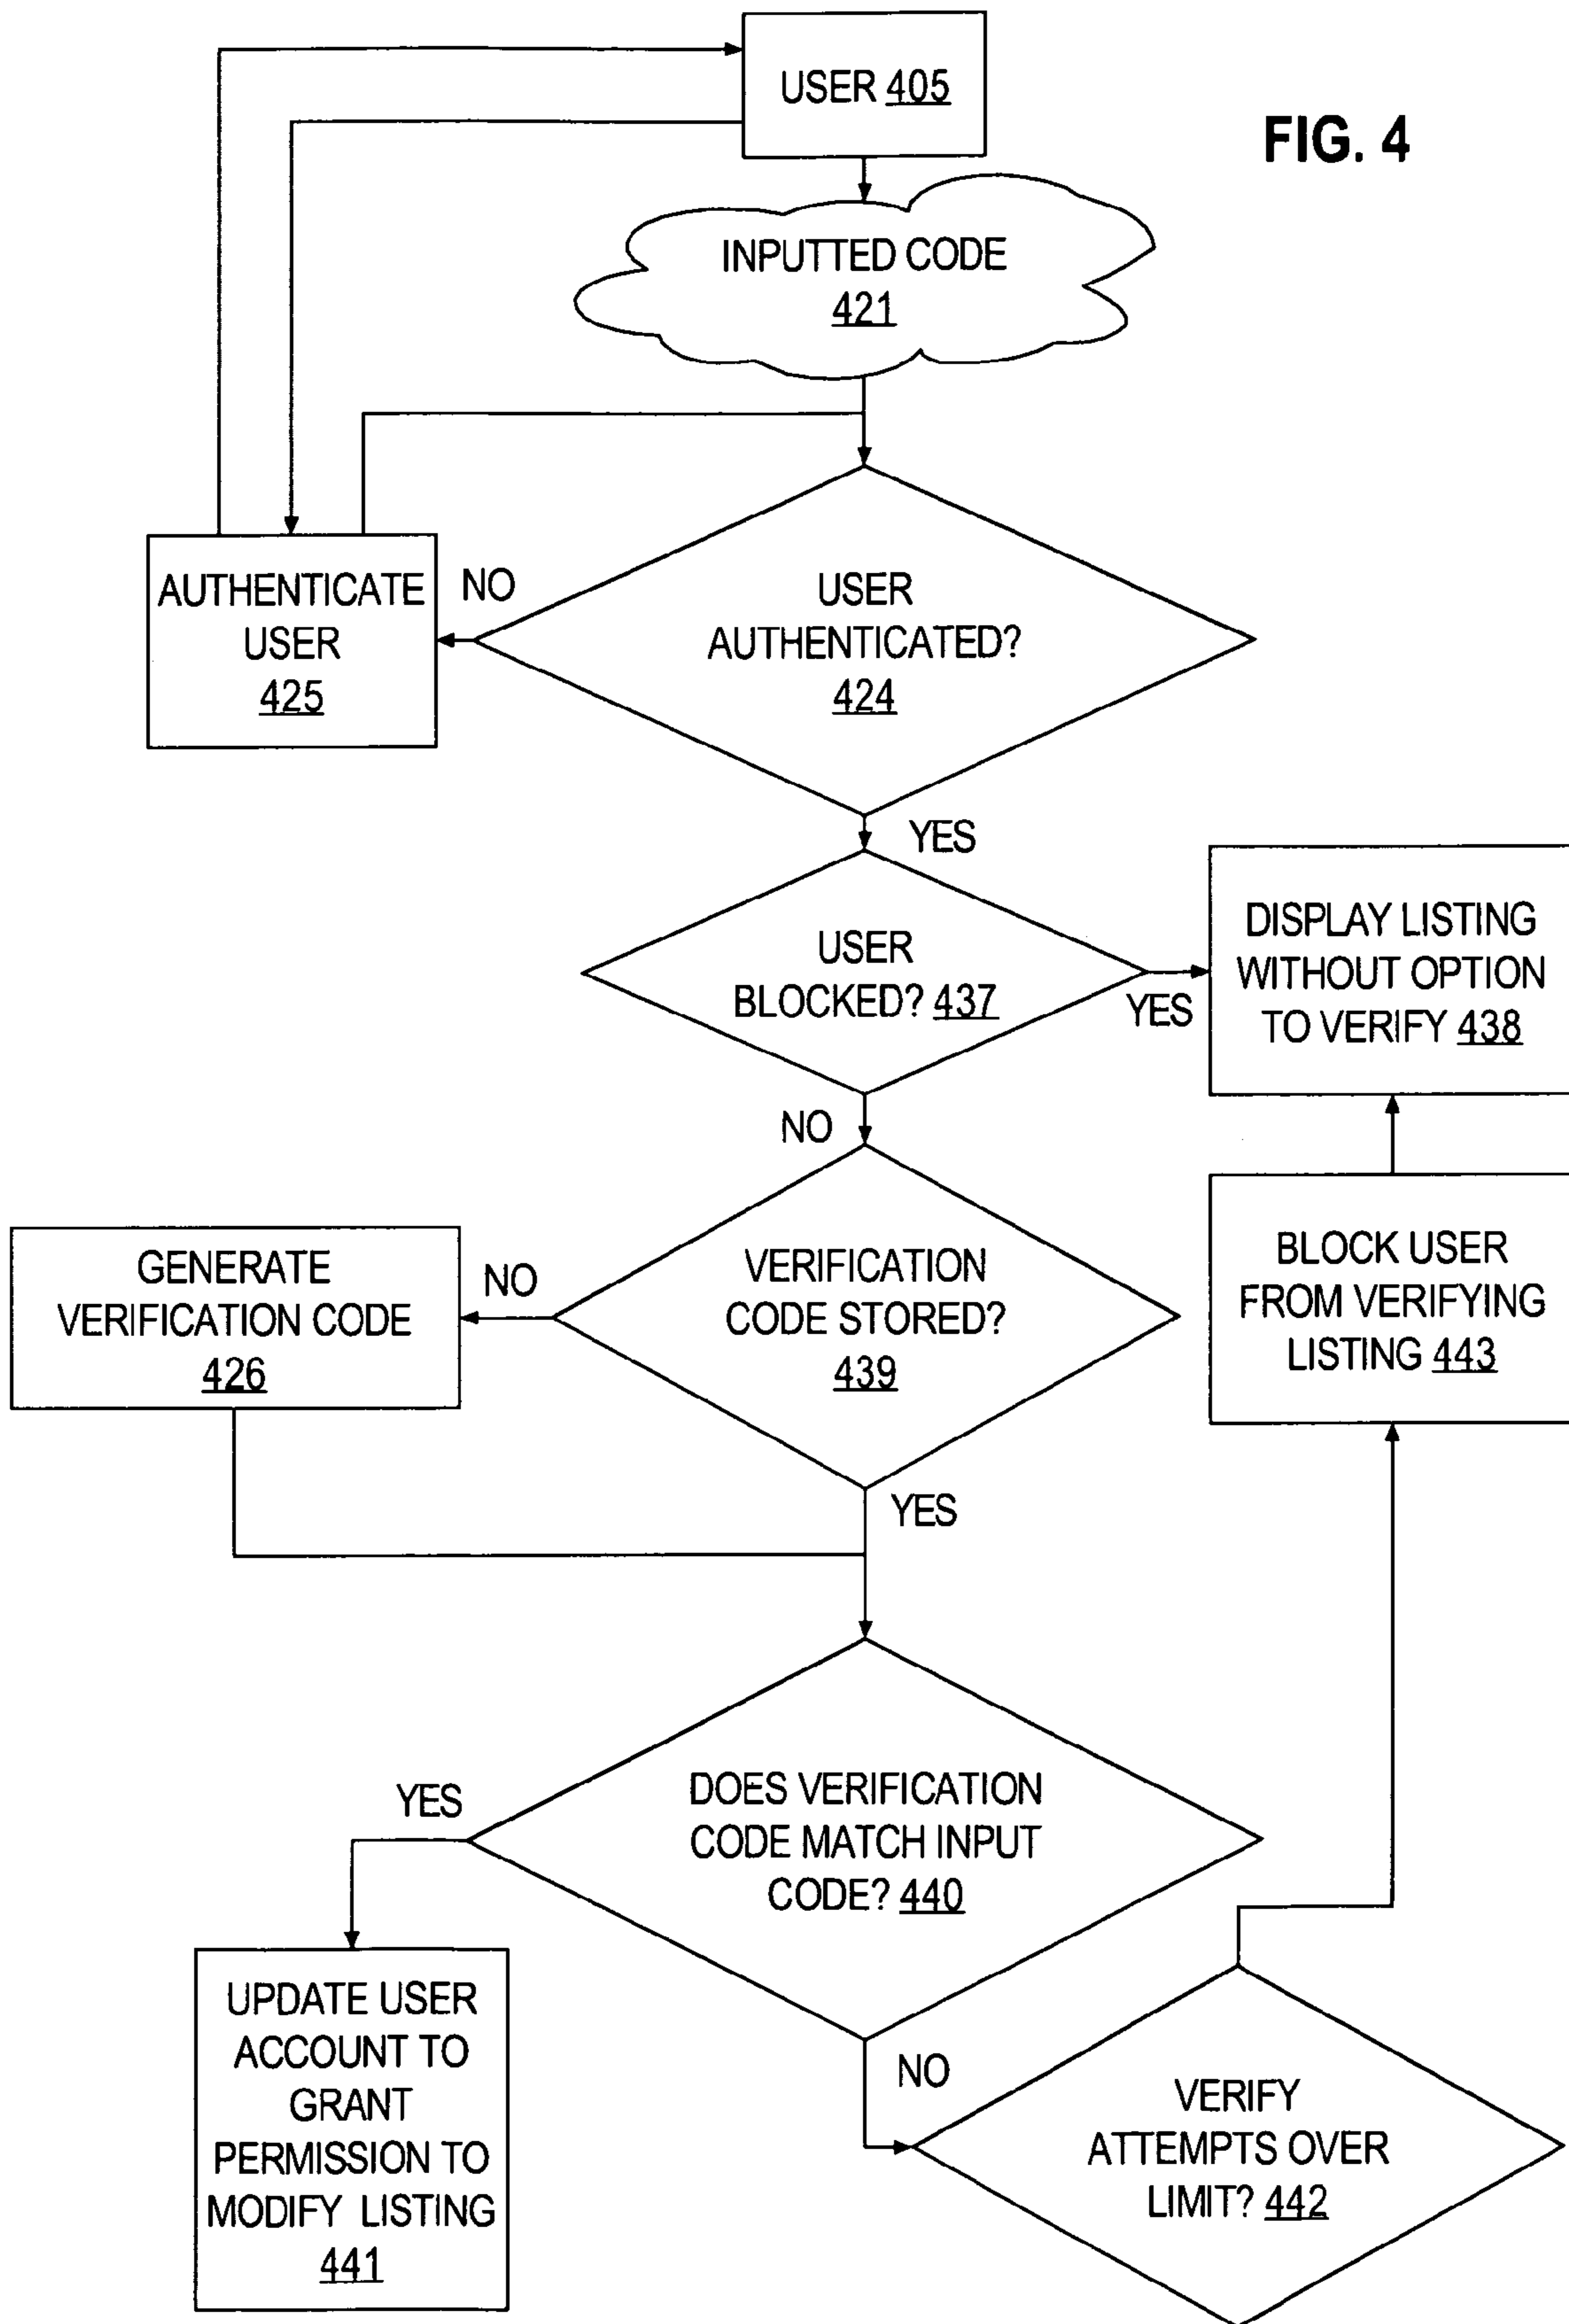 USER 405
FIG. 4
INPUTTED CODE
421
AUTHENTICATE
USER
425
NO
USER
AUTHENTICATED?
424
YES
USER
BLOCKED? 437
YES
DISPLAY LISTING
WITHOUT OPTION
TO VERIFY 438
NO
GENERATE
VERIFICATION CODE
426
NO
VERIFICATION
CODE STORED?
439
BLOCK USER
FROM VERIFYING
LISTING 443
YES
YES
DOES VERIFICATION
CODE MATCH INPUT
CODE? 440
UPDATE USER
ACCOUNT TO
GRANT
PERMISSION TO
MODIFY LISTING
441
NO
VERIFY
ATTEMPTS OVER
LIMIT? 442